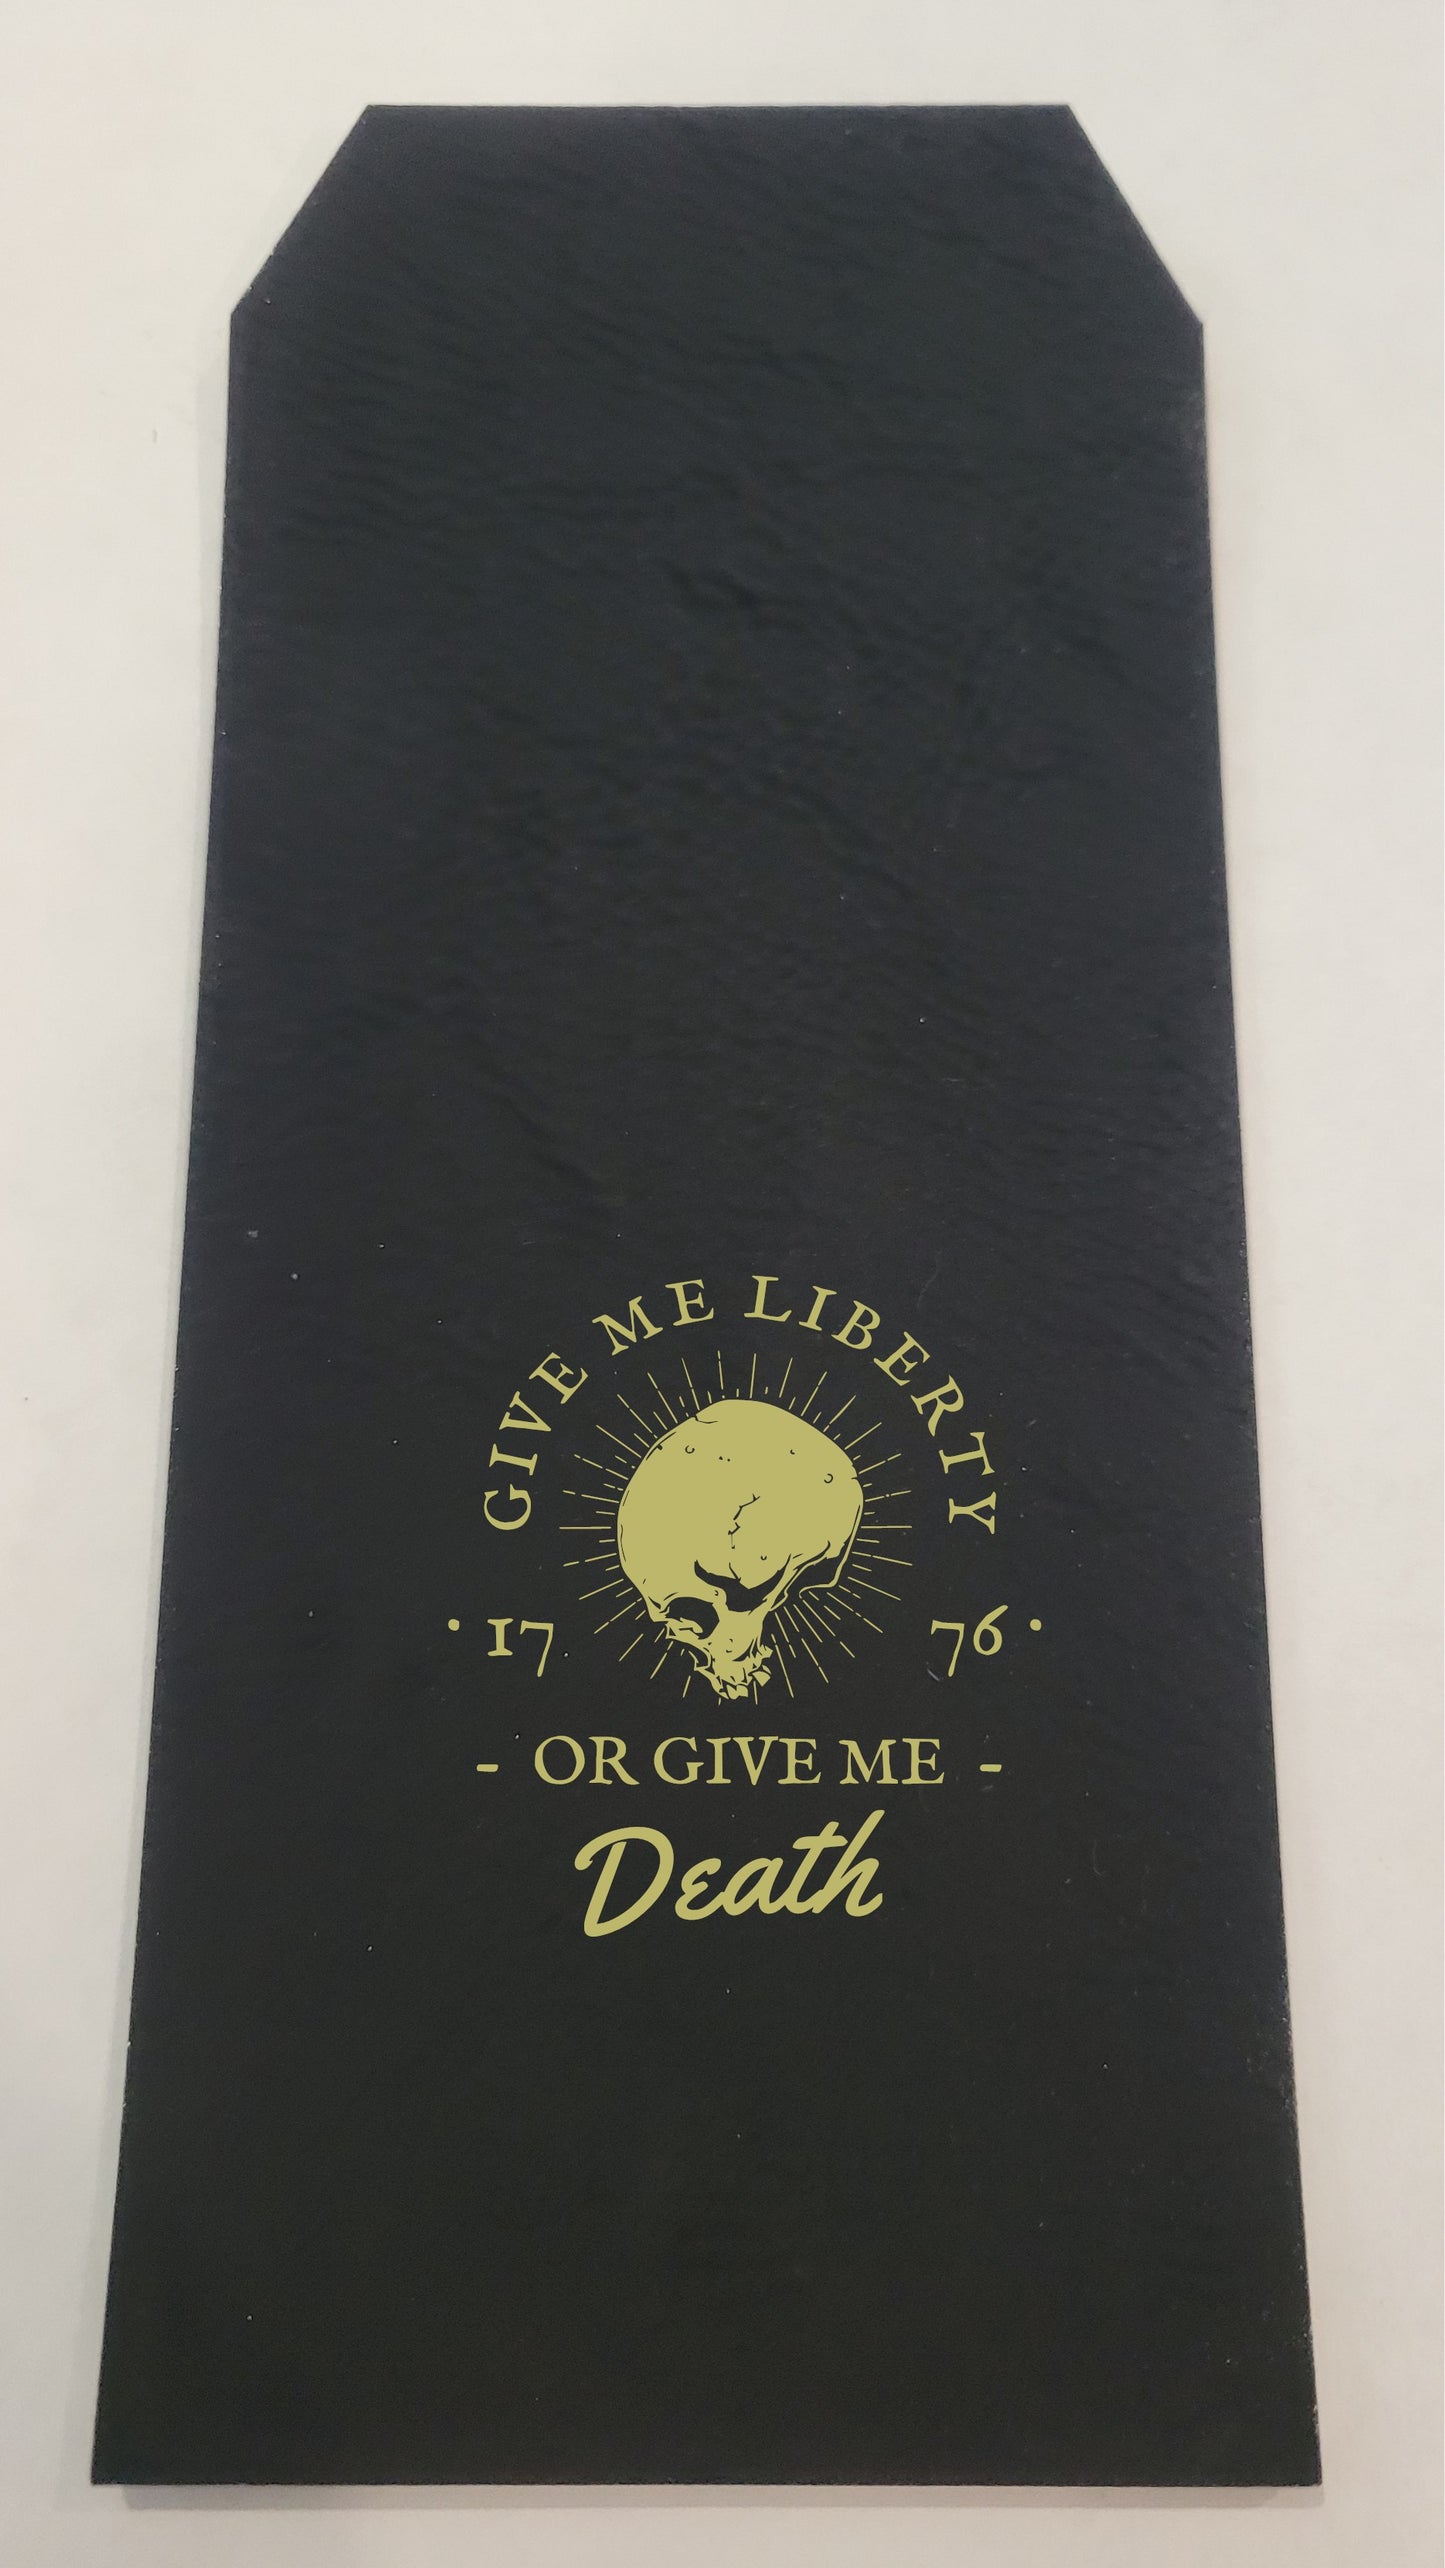 GIVE ME LIBERTY
· 17 76 ·
- OR GIVE ME -
Death